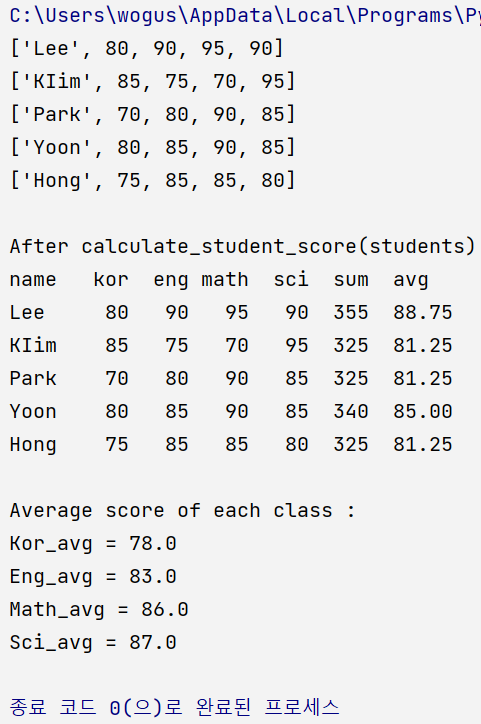 C:\Users\wogus\AppData\Local\Programs\Py
['Lee', 80, 90, 95, 90]
['KIim', 85, 75, 70, 95]
['Park', 70, 80, 90, 85]
['Yoon', 80, 85, 90, 85]
['Hong', 75, 85, 85, 80]
After calculate_student_score(students)
name kor eng math sci sum avg
Lee 80 90 95 90 355 88.75
KIim 85 75 70 95 325 81.25
Park 70 80 90 85 325 81.25
Yoon 80 85 90 85 340 85.00
Hong 75 85 85 80 325 81.25
Average score of each class :
Kor_avg = 78.0
Eng_avg = 83.0
Math_avg = 86.0
Sci_avg = 87.0
종료 코드 0(으)로 완료된 프로세스